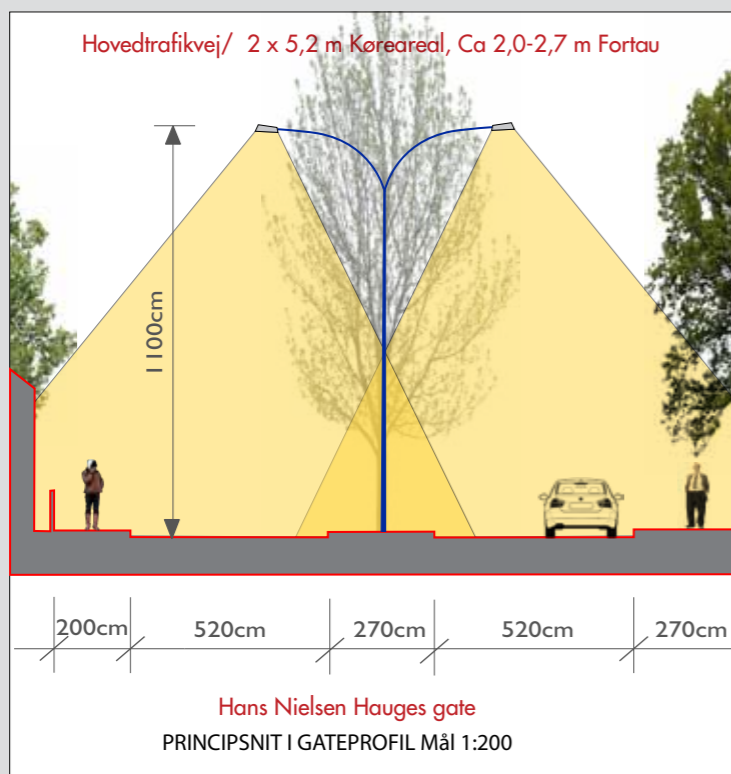 Hovedtrafikvej/ 2 x 5,2 m Køreareal, Ca 2,0-2,7 m Fortau
1100cm
200cm 520cm 270cm 520cm 270cm
Hans Nielsen Hauges gate
PRINCIPSNIT I GATEPROFIL Mål 1:200